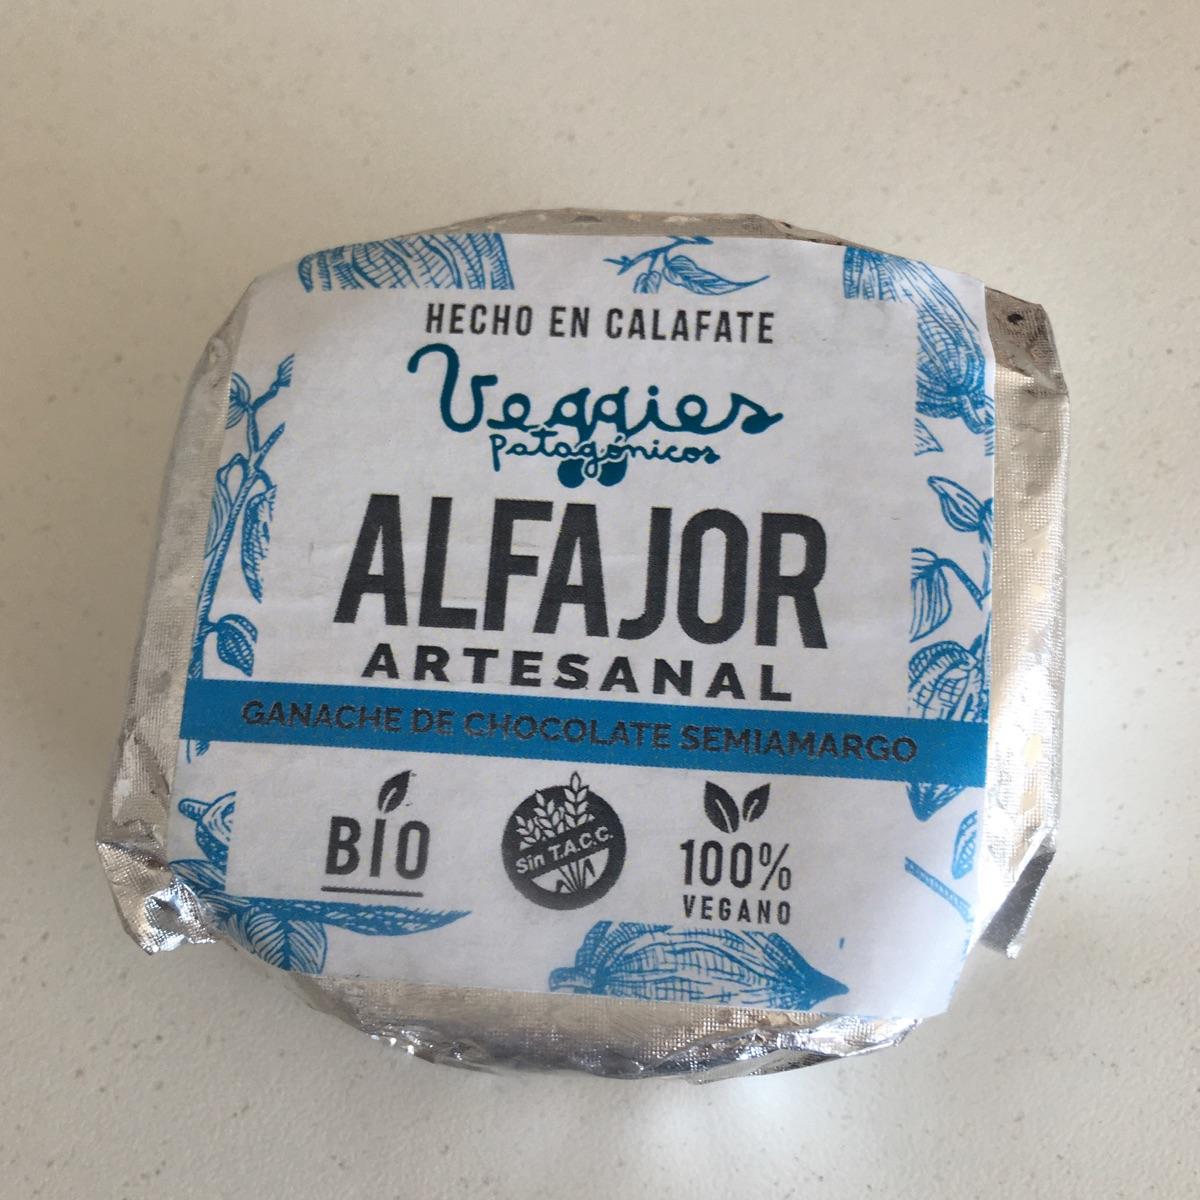 HECHO EN CALAFATE
Veggies
patagónicos
ALFAJOR
ARTESANAL
GANACHE DE CHOCOLATE SEMIAMARGO
BIO
Sin T.A.C.C.
100%
VEGANO